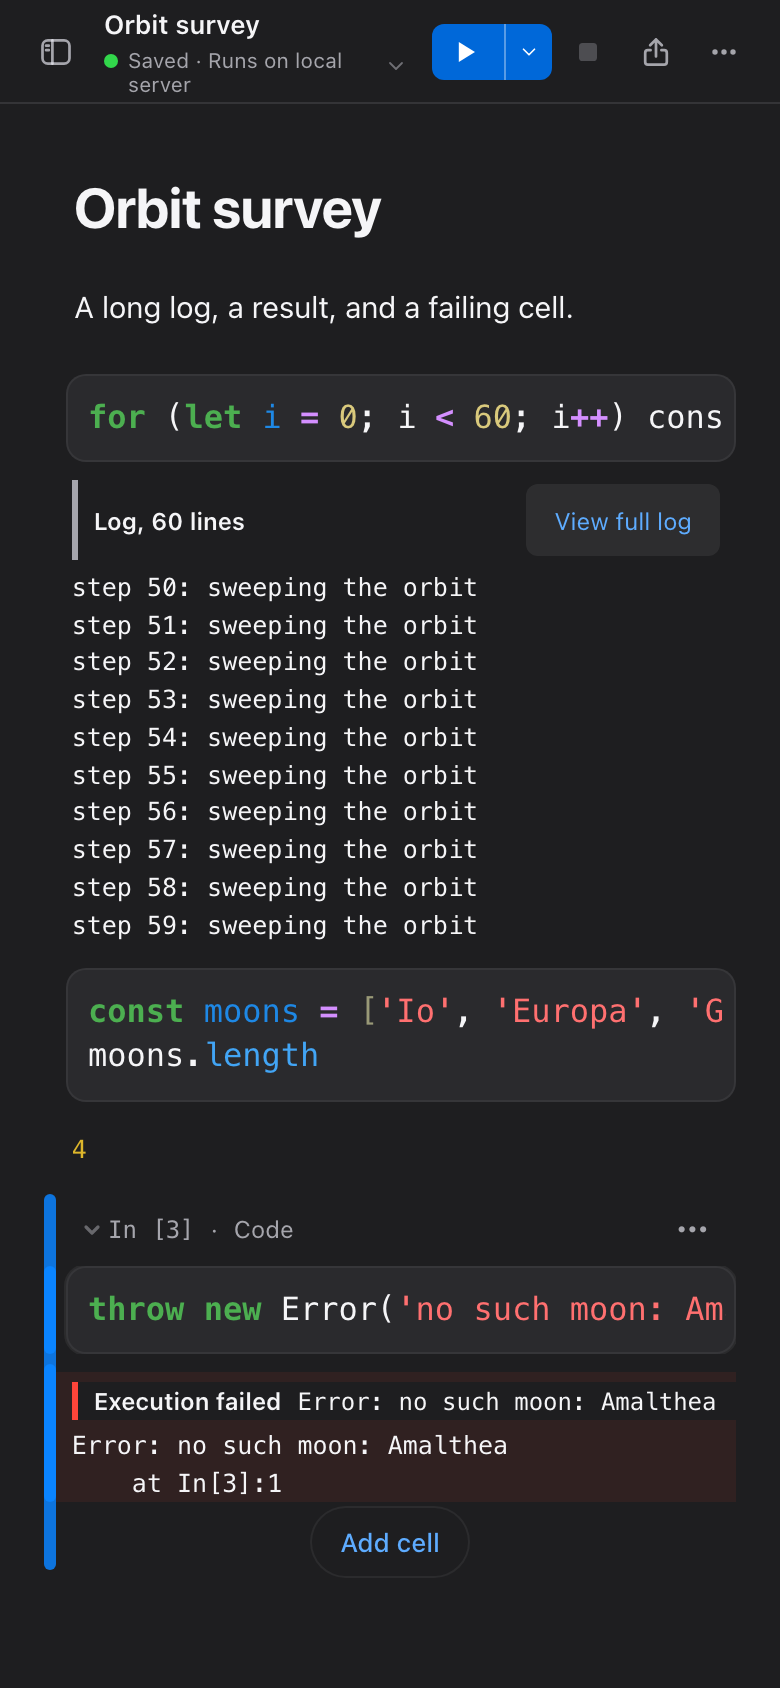 Orbit survey
Saved · Runs on local
server
Orbit survey
A long log, a result, and a failing cell.
for (let i = 0; i < 60; i++) cons
Log, 60 lines
View full log
step 50: sweeping the orbit
step 51: sweeping the orbit
step 52: sweeping the orbit
step 53: sweeping the orbit
step 54: sweeping the orbit
step 55: sweeping the orbit
step 56: sweeping the orbit
step 57: sweeping the orbit
step 58: sweeping the orbit
step 59: sweeping the orbit
const moons = ['Io', 'Europa', 'G
moons.length
4
In [3] · Code
throw new Error('no such moon: Am
Execution failed Error: no such moon: Amalthea
Error: no such moon: Amalthea
    at In[3]:1
Add cell